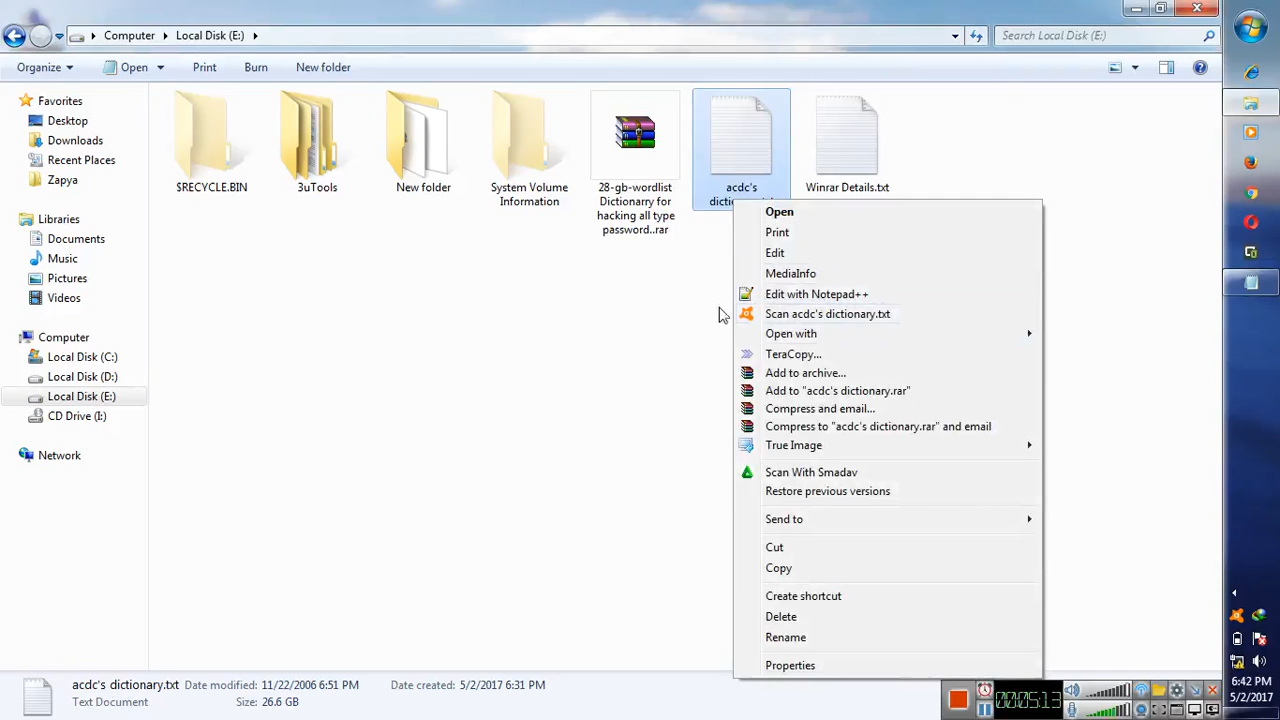 Computer
Local Disk (E:)
Search Local Disk (E:)
Organize
Open
Print
Burn
New folder
Favorites
Desktop
Downloads
Recent Places
Zapya
Libraries
Documents
Music
Pictures
Videos
Computer
Local Disk (C:)
Local Disk (D:)
Local Disk (E:)
CD Drive (I:)
Network
$RECYCLE.BIN
3uTools
New folder
System Volume
Information
28-gb-wordlist
Dictionarry for
hacking all type
password..rar
acdc's
Winrar Details.txt
Open
Print
Edit
MediaInfo
Edit with Notepad++
Scan acdc's dictionary.txt
Open with
TeraCopy...
Add to archive...
Add to "acdc's dictionary.rar"
Compress and email...
Compress to "acdc's dictionary.rar" and email
True Image
Scan With Smadav
Restore previous versions
Send to
Cut
Copy
Create shortcut
Delete
Rename
Properties
acdc's dictionary.txt Date modified: 11/22/2006 6:51 PM Date created: 5/2/2017 6:31 PM
Text Document Size: 26.6 GB
00:05:13
6:42 PM
5/2/2017